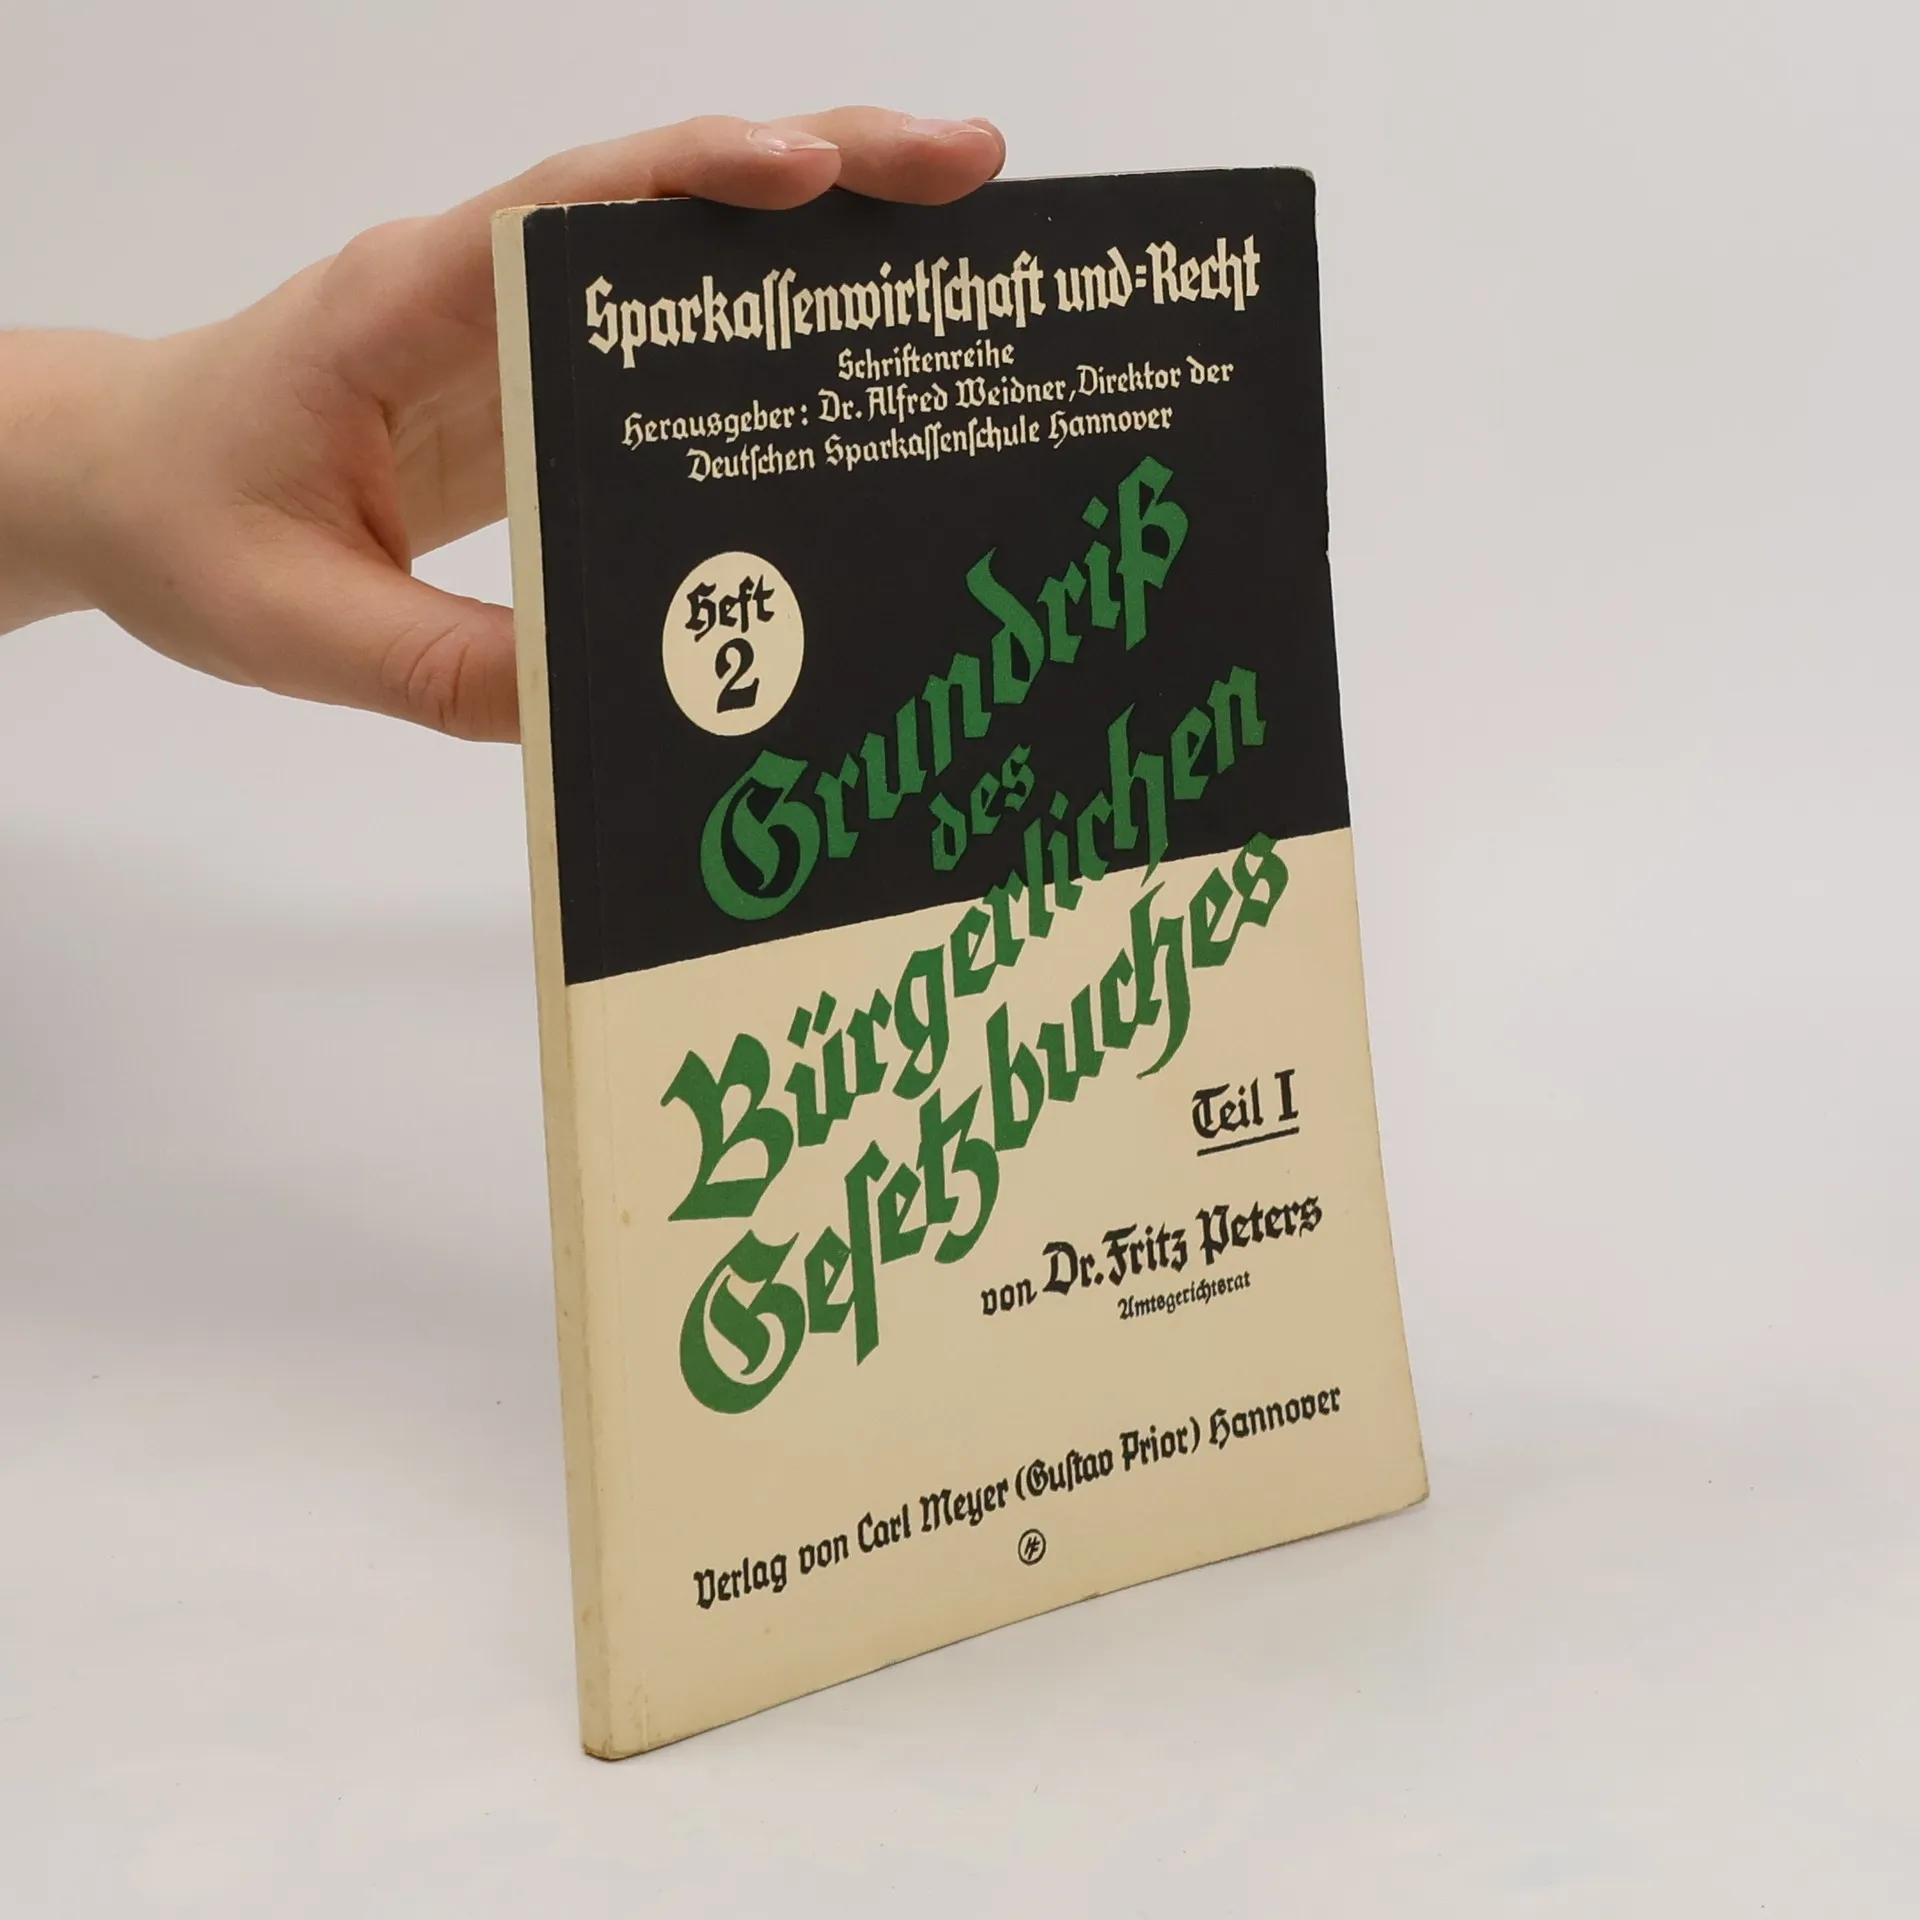 Sparkaſſenwirtſchaft und=Recht
Schriftenreihe
Herausgeber: Dr. Alfred Weidner, Direktor der
Deutſchen Sparkaſſenſchule Hannover
Heft
2
Grundriß
des
Bürgerlichen
Geſetzbuches
Teil I
von Dr. Fritz Peters
Amtsgerichtsrat
Verlag von Carl Meyer (Guſtav Prior) Hannover